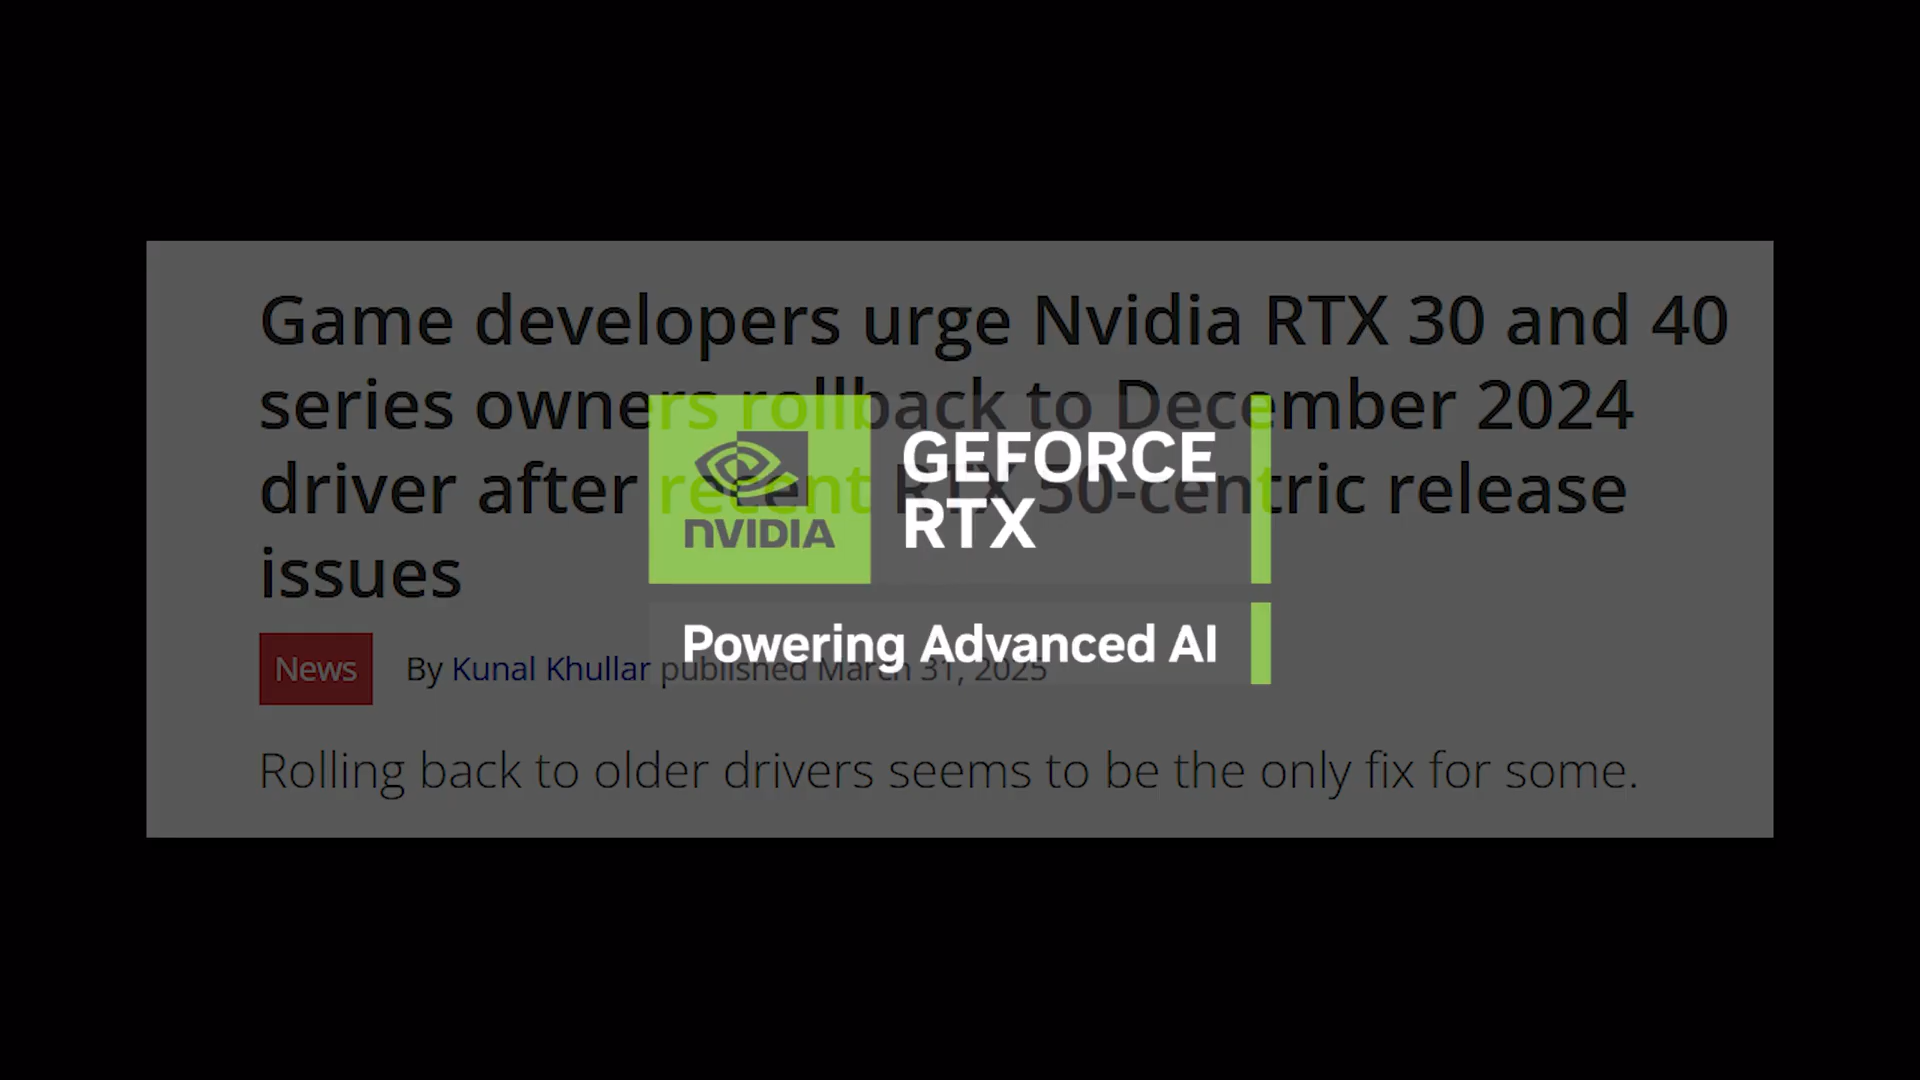 Game developers urge Nvidia RTX 30 and 40
series owners rollback to December 2024
driver after recent RTX 50-centric release
issues
News By Kunal Khullar published March 31, 2025
Rolling back to older drivers seems to be the only fix for some.
NVIDIA
GEFORCE
RTX
Powering Advanced AI